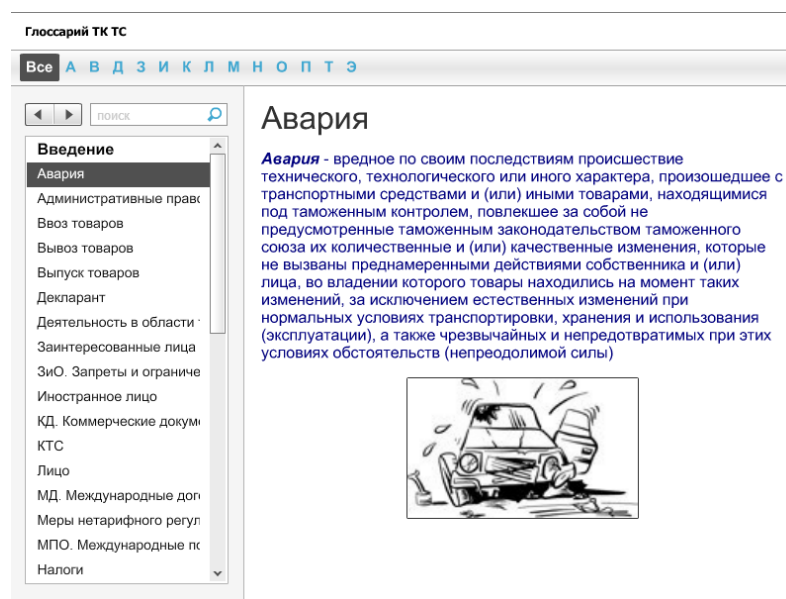 Глоссарий ТК ТС
Все А В Д З И К Л М Н О П Т Э
поиск
Введение
Авария
Административные право
Ввоз товаров
Вывоз товаров
Выпуск товаров
Декларант
Деятельность в области
Заинтересованные лица
ЗиО. Запреты и ограниче
Иностранное лицо
КД. Коммерческие докум
КТС
Лицо
МД. Международные дог
Меры нетарифного регул
МПО. Международные по
Налоги
Авария
Авария - вредное по своим последствиям происшествие
технического, технологического или иного характера, произошедшее с
транспортными средствами и (или) иными товарами, находящимися
под таможенным контролем, повлекшее за собой не
предусмотренные таможенным законодательством таможенного
союза их количественные и (или) качественные изменения, которые
не вызваны преднамеренными действиями собственника и (или)
лица, во владении которого товары находились на момент таких
изменений, за исключением естественных изменений при
нормальных условиях транспортировки, хранения и использования
(эксплуатации), а также чрезвычайных и непредотвратимых при этих
условиях обстоятельств (непреодолимой силы)